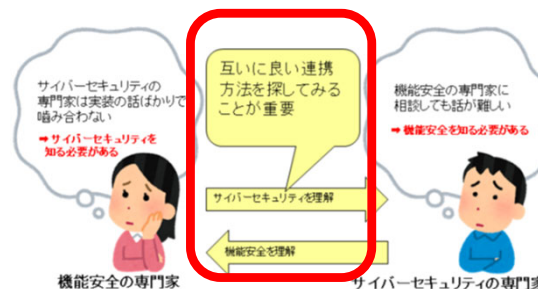 サイバーセキュリティの
専門家は実装の話ばかりで
噛み合わない
➡サイバーセキュリティを
知る必要がある
互いに良い連携
方法を探してみる
ことが重要
機能安全の専門家に
相談しても話が難しい
➡機能安全を知る必要がある
サイバーセキュリティを理解
機能安全を理解
機能安全の専門家
サイバーセキュリティの専門家